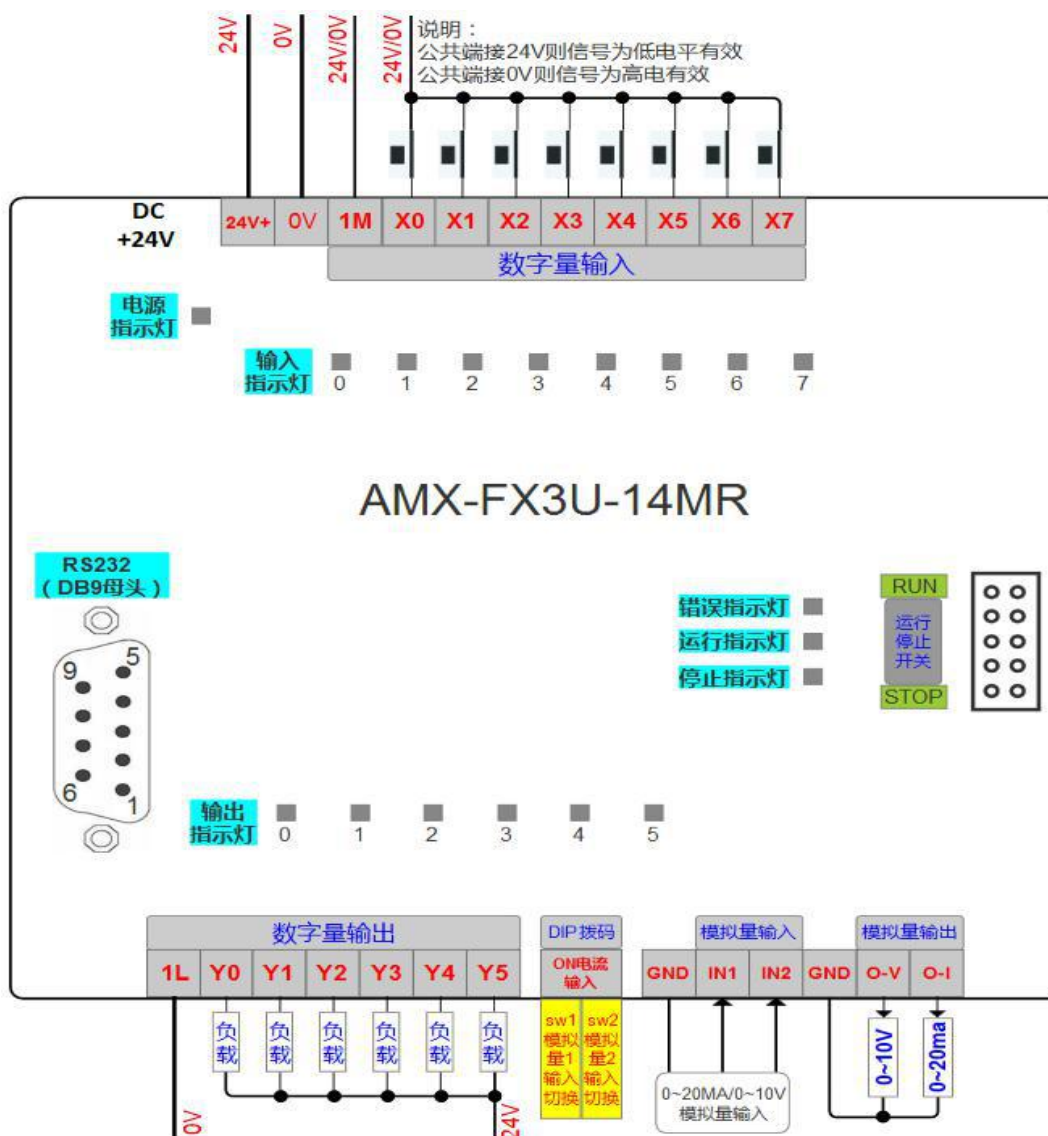 24V
0V
24V/0V
24V/0V
说明：
公共端接24V则信号为低电平有效
公共端接0V则信号为高电有效
DC
+24V
24V+ 0V 1M X0 X1 X2 X3 X4 X5 X6 X7
数字量输入
电源
指示灯
输入
指示灯
0 1 2 3 4 5 6 7
AMX-FX3U-14MR
RS232
（DB9母头）
9 5
6 1
错误指示灯
运行指示灯
停止指示灯
RUN
运行
停止
开关
STOP
输出
指示灯
0 1 2 3 4 5
数字量输出
1L Y0 Y1 Y2 Y3 Y4 Y5
负载 负载 负载 负载 负载 负载
0V
24V
DIP拨码
ON电流
输入
sw1
模拟
量1
输入
切换
sw2
模拟
量2
输入
切换
模拟量输入
GND IN1 IN2
0~20MA/0~10V
模拟量输入
模拟量输出
GND O-V O-I
0~10V
0~20ma